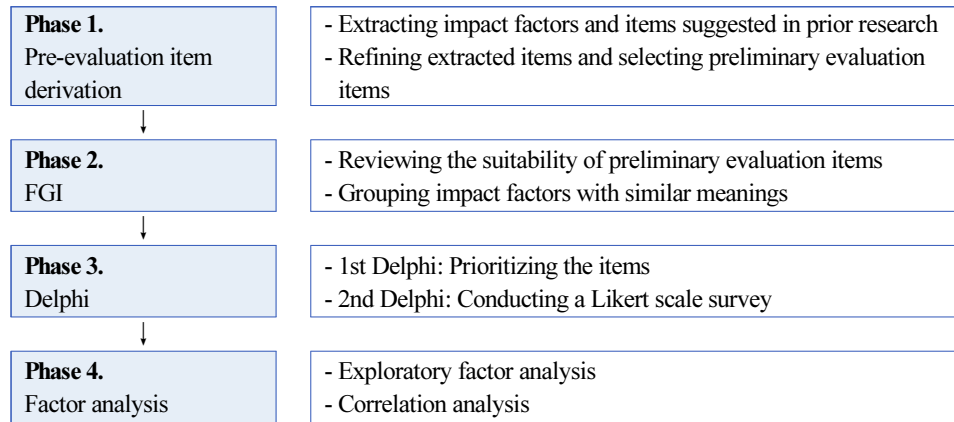 Phase 1.
Pre-evaluation item
derivation
- Extracting impact factors and items suggested in prior research
- Refining extracted items and selecting preliminary evaluation
items
Phase 2.
FGI
- Reviewing the suitability of preliminary evaluation items
- Grouping impact factors with similar meanings
Phase 3.
Delphi
- 1st Delphi: Prioritizing the items
- 2nd Delphi: Conducting a Likert scale survey
Phase 4.
Factor analysis
- Exploratory factor analysis
- Correlation analysis